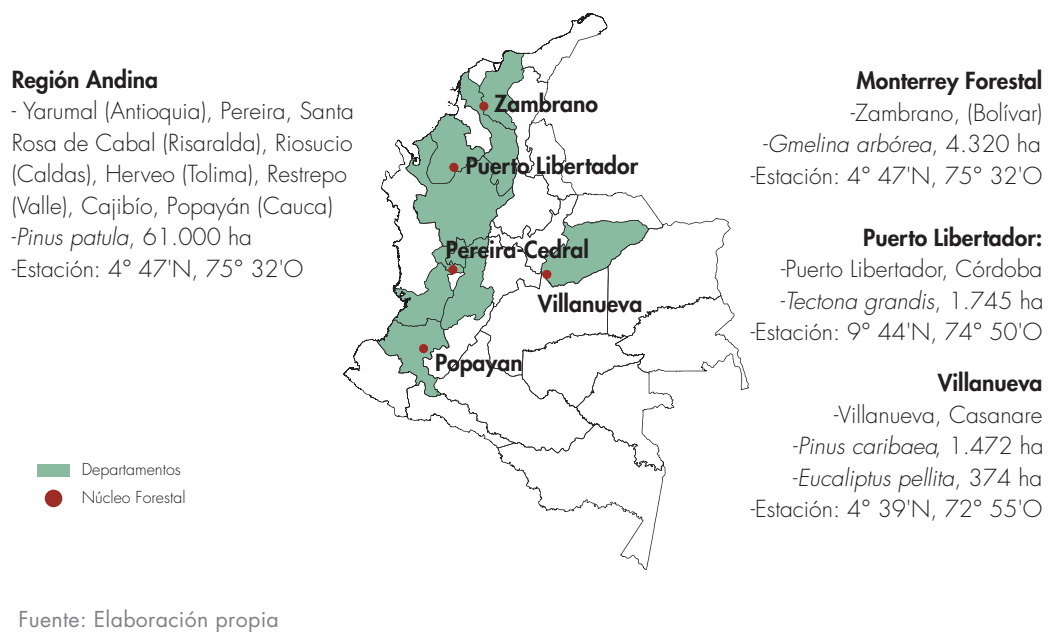 Región Andina
- Yarumal (Antioquia), Pereira, Santa
Rosa de Cabal (Risaralda), Riosucio
(Caldas), Herveo (Tolima), Restrepo
(Valle), Cajibío, Popayán (Cauca)
-Pinus patula, 61.000 ha
-Estación: 4° 47'N, 75° 32'O
Zambrano
Puerto Libertador
Pereira-Cedral
Villanueva
Popayan
Monterrey Forestal
-Zambrano, (Bolívar)
-Gmelina arbórea, 4.320 ha
-Estación: 4° 47'N, 75° 32'O
Puerto Libertador:
-Puerto Libertador, Córdoba
-Tectona grandis, 1.745 ha
-Estación: 9° 44'N, 74° 50'O
Villanueva
-Villanueva, Casanare
-Pinus caribaea, 1.472 ha
-Eucaliptus pellita, 374 ha
-Estación: 4° 39'N, 72° 55'O
Departamentos
Núcleo Forestal
Fuente: Elaboración propia